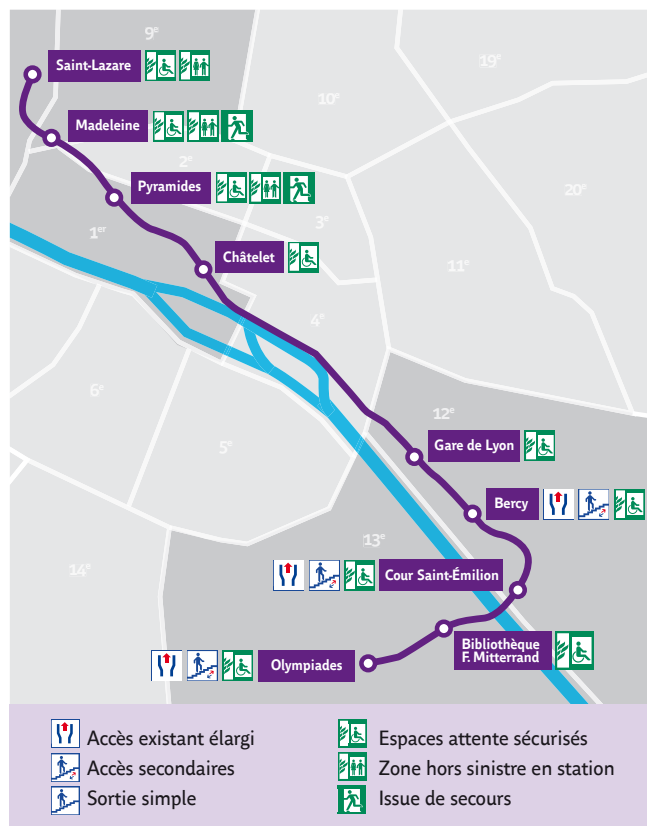 9e
Saint-Lazare
19e
10e
Madeleine
2e
Pyramides
20e
3e
1er
Châtelet
11e
4e
6e
12e
5e
Gare de Lyon
Bercy
13e
14e
Cour Saint-Émilion
Bibliothèque
F. Mitterrand
Olympiades
Accès existant élargi
Espaces attente sécurisés
Accès secondaires
Zone hors sinistre en station
Sortie simple
Issue de secours